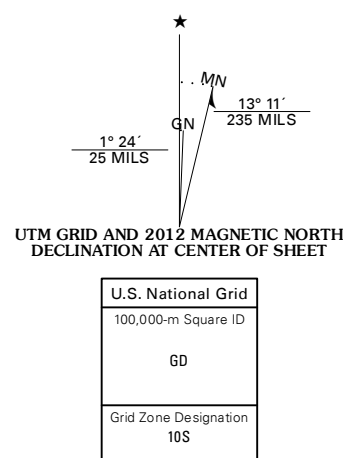 ★
MN
GN
13° 11´
235 MILS
1° 24´
25 MILS
UTM GRID AND 2012 MAGNETIC NORTH
DECLINATION AT CENTER OF SHEET
U.S. National Grid
100,000-m Square ID
GD
Grid Zone Designation
10S